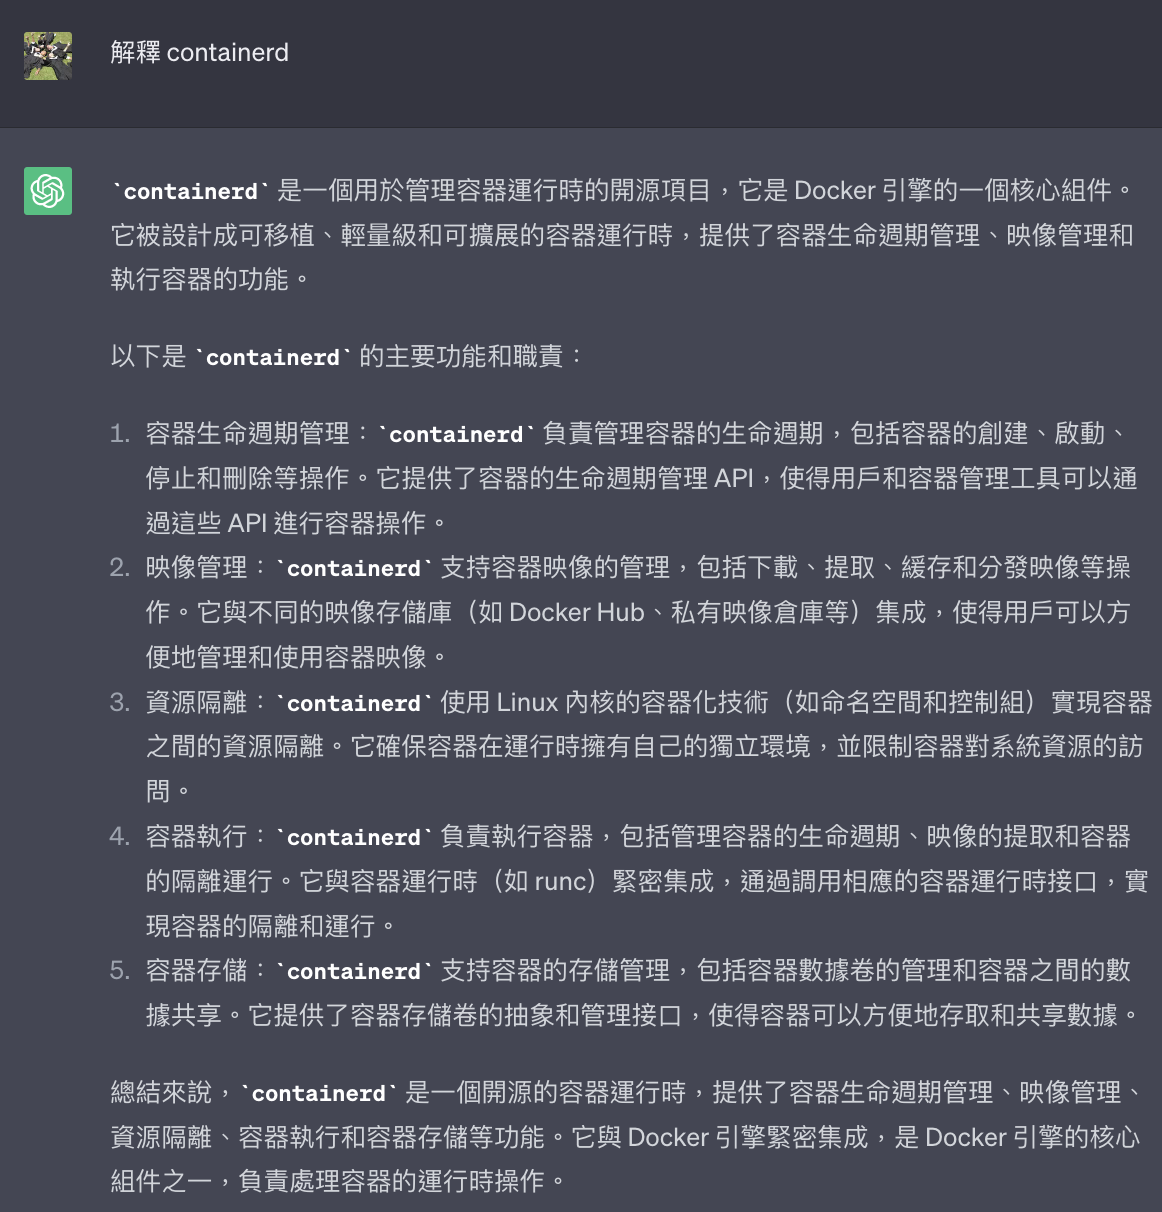 解釋 containerd
`containerd` 是一個用於管理容器運行時的開源項目，它是 Docker 引擎的一個核心組件。
它被設計成可移植、輕量級和可擴展的容器運行時，提供了容器生命週期管理、映像管理和
執行容器的功能。
以下是 `containerd` 的主要功能和職責：
1. 容器生命週期管理：`containerd` 負責管理容器的生命週期，包括容器的創建、啟動、
停止和刪除等操作。它提供了容器的生命週期管理 API，使得用戶和容器管理工具可以通
過這些 API 進行容器操作。
2. 映像管理：`containerd` 支持容器映像的管理，包括下載、提取、緩存和分發映像等操
作。它與不同的映像存儲庫（如 Docker Hub、私有映像倉庫等）集成，使得用戶可以方
便地管理和使用容器映像。
3. 資源隔離：`containerd` 使用 Linux 內核的容器化技術（如命名空間和控制組）實現容器
之間的資源隔離。它確保容器在運行時擁有自己的獨立環境，並限制容器對系統資源的訪
問。
4. 容器執行：`containerd` 負責執行容器，包括管理容器的生命週期、映像的提取和容器
的隔離運行。它與容器運行時（如 runc）緊密集成，通過調用相應的容器運行時接口，實
現容器的隔離和運行。
5. 容器存儲：`containerd` 支持容器的存儲管理，包括容器數據卷的管理和容器之間的數
據共享。它提供了容器存儲卷的抽象和管理接口，使得容器可以方便地存取和共享數據。
總結來說，`containerd` 是一個開源的容器運行時，提供了容器生命週期管理、映像管理、
資源隔離、容器執行和容器存儲等功能。它與 Docker 引擎緊密集成，是 Docker 引擎的核心
組件之一，負責處理容器的運行時操作。